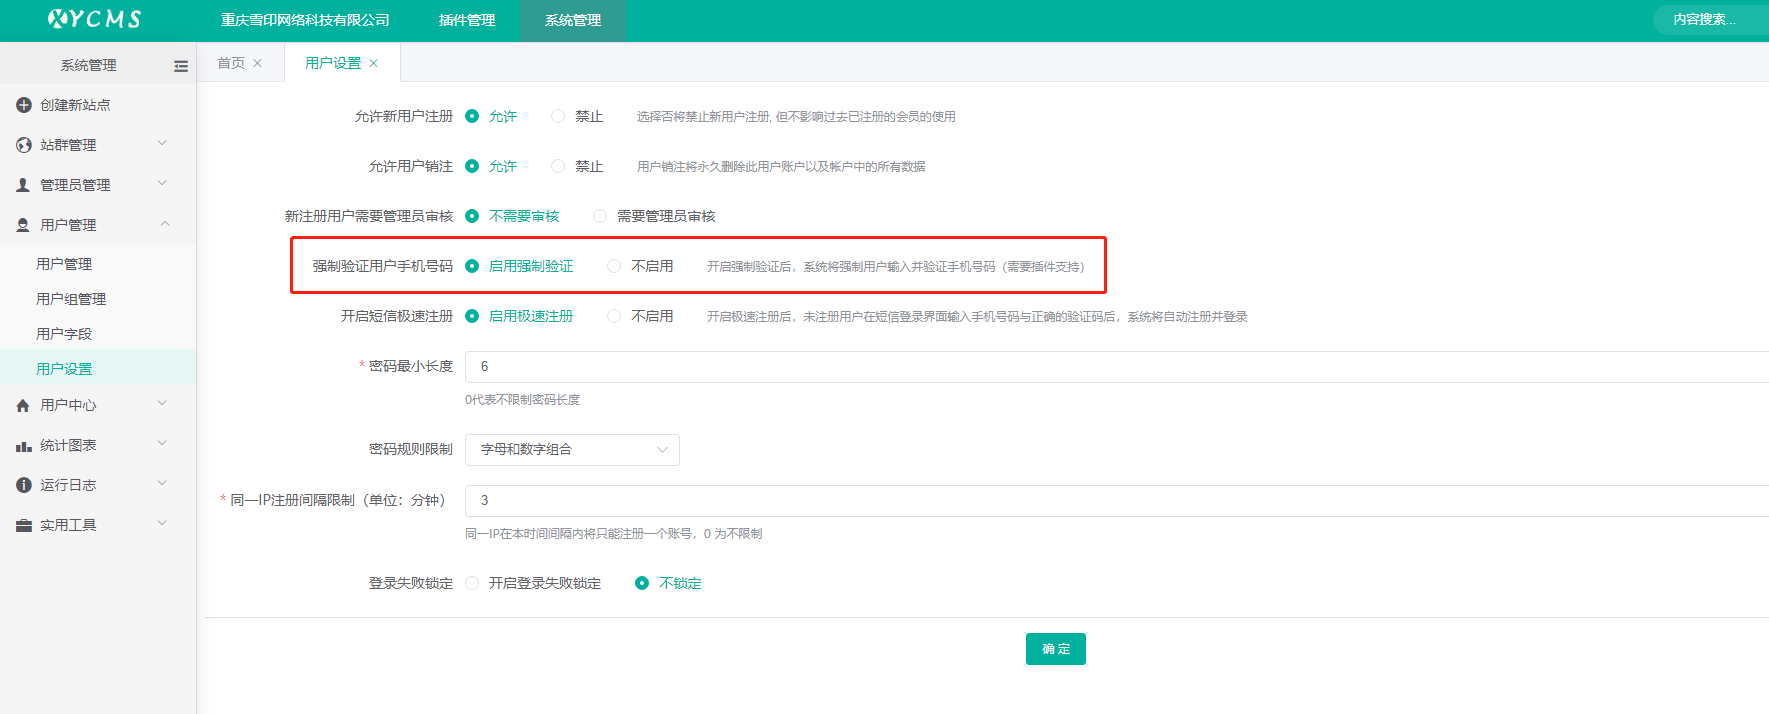 XYCMS
重庆雪印网络科技有限公司
插件管理
系统管理
内容搜索...
系统管理
首页
用户设置
创建新站点
站群管理
管理员管理
用户管理
用户管理
用户组管理
用户字段
用户设置
用户中心
统计图表
运行日志
实用工具
允许新用户注册 允许 禁止 选择否将禁止新用户注册, 但不影响过去已注册的会员的使用
允许用户销注 允许 禁止 用户销注将永久删除此用户账户以及帐户中的所有数据
新注册用户需要管理员审核 不需要审核 需要管理员审核
强制验证用户手机号码 启用强制验证 不启用 开启强制验证后，系统将强制用户输入并验证手机号码（需要插件支持）
开启短信极速注册 启用极速注册 不启用 开启极速注册后，未注册用户在短信登录界面输入手机号码与正确的验证码后，系统将自动注册并登录
* 密码最小长度 6
0代表不限制密码长度
密码规则限制 字母和数字组合
* 同一IP注册间隔限制（单位：分钟） 3
同一IP在本时间间隔内将只能注册一个账号，0 为不限制
登录失败锁定 开启登录失败锁定 不锁定
确 定